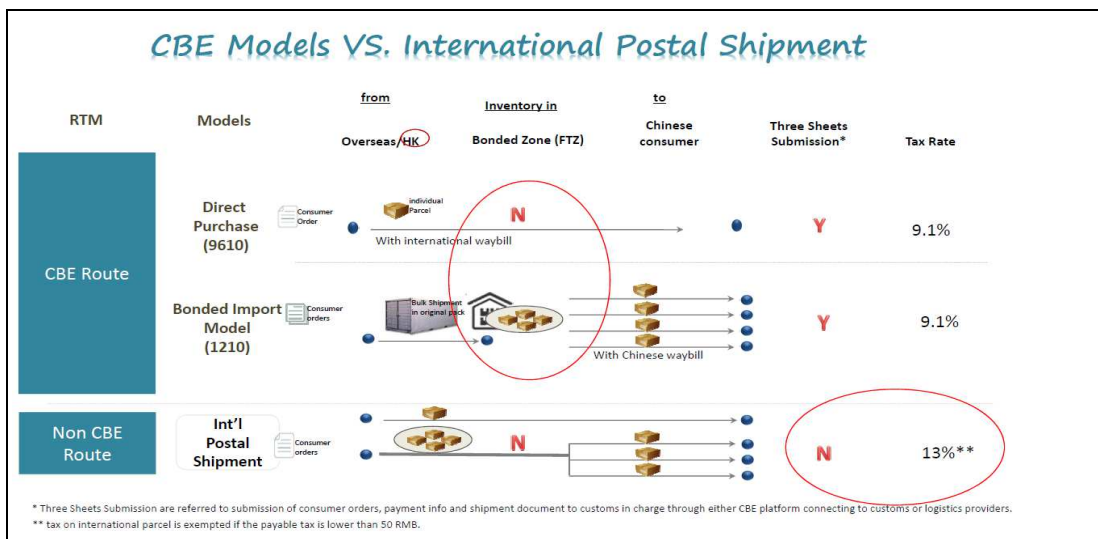 CBE Models VS. International Postal Shipment
from
Inventory in
to
RTM
Models
Overseas/HK
Bonded Zone (FTZ)
Chinese
consumer
Three Sheets
Submission*
Tax Rate
CBE Route
Direct
Purchase
(9610)
Consumer
Order
individual
Parcel
With international waybill
N
Y
9.1%
Bonded Import
Model
(1210)
Consumer
orders
Bulk Shipment
in original pack
With Chinese waybill
Y
9.1%
Non CBE
Route
Int'l
Postal
Shipment
Consumer
orders
N
N
13%**
* Three Sheets Submission are referred to submission of consumer orders, payment info and shipment document to customs in charge through either CBE platform connecting to customs or logistics providers.
** tax on international parcel is exempted if the payable tax is lower than 50 RMB.